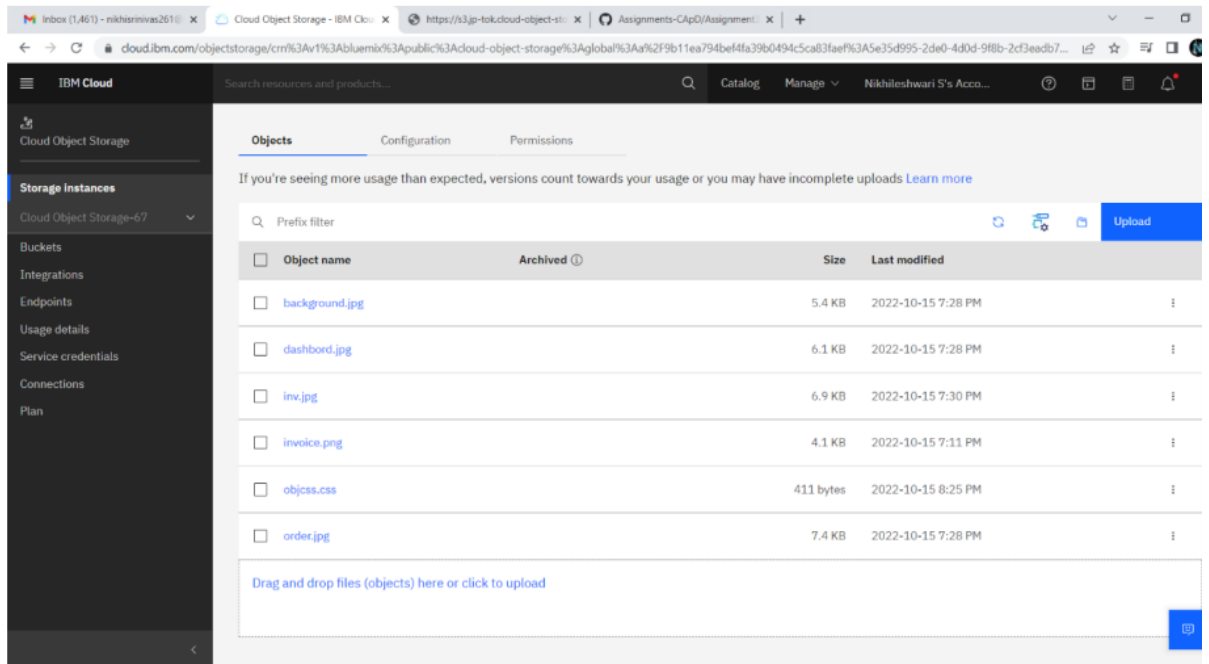 Inbox (1,461) - nikhisrinivas261
Cloud Object Storage - IBM Clou
https://s3.jp-tok.cloud-object-sto
Assignments-CApD/Assignment
cloud.ibm.com/objectstorage/crn%3Av1%3Abluemix%3Apublic%3Acloud-object-storage%3Aglobal%3Aa%2F9b11ea794bef4fa39b0494c5ca83faef%3A5e35d995-2de0-4d0d-9f8b-2cf3eadb7...
IBM Cloud
Search resources and products...
Catalog
Manage
Nikhileshwari S's Acco...
Cloud Object Storage
Storage instances
Cloud Object Storage-67
Buckets
Integrations
Endpoints
Usage details
Service credentials
Connections
Plan
Objects Configuration Permissions
If you're seeing more usage than expected, versions count towards your usage or you may have incomplete uploads Learn more
Prefix filter
Upload
Object name Archived Size Last modified
background.jpg 5.4 KB 2022-10-15 7:28 PM
dashbord.jpg 6.1 KB 2022-10-15 7:28 PM
inv.jpg 6.9 KB 2022-10-15 7:30 PM
invoice.png 4.1 KB 2022-10-15 7:11 PM
objcss.css 411 bytes 2022-10-15 8:25 PM
order.jpg 7.4 KB 2022-10-15 7:28 PM
Drag and drop files (objects) here or click to upload